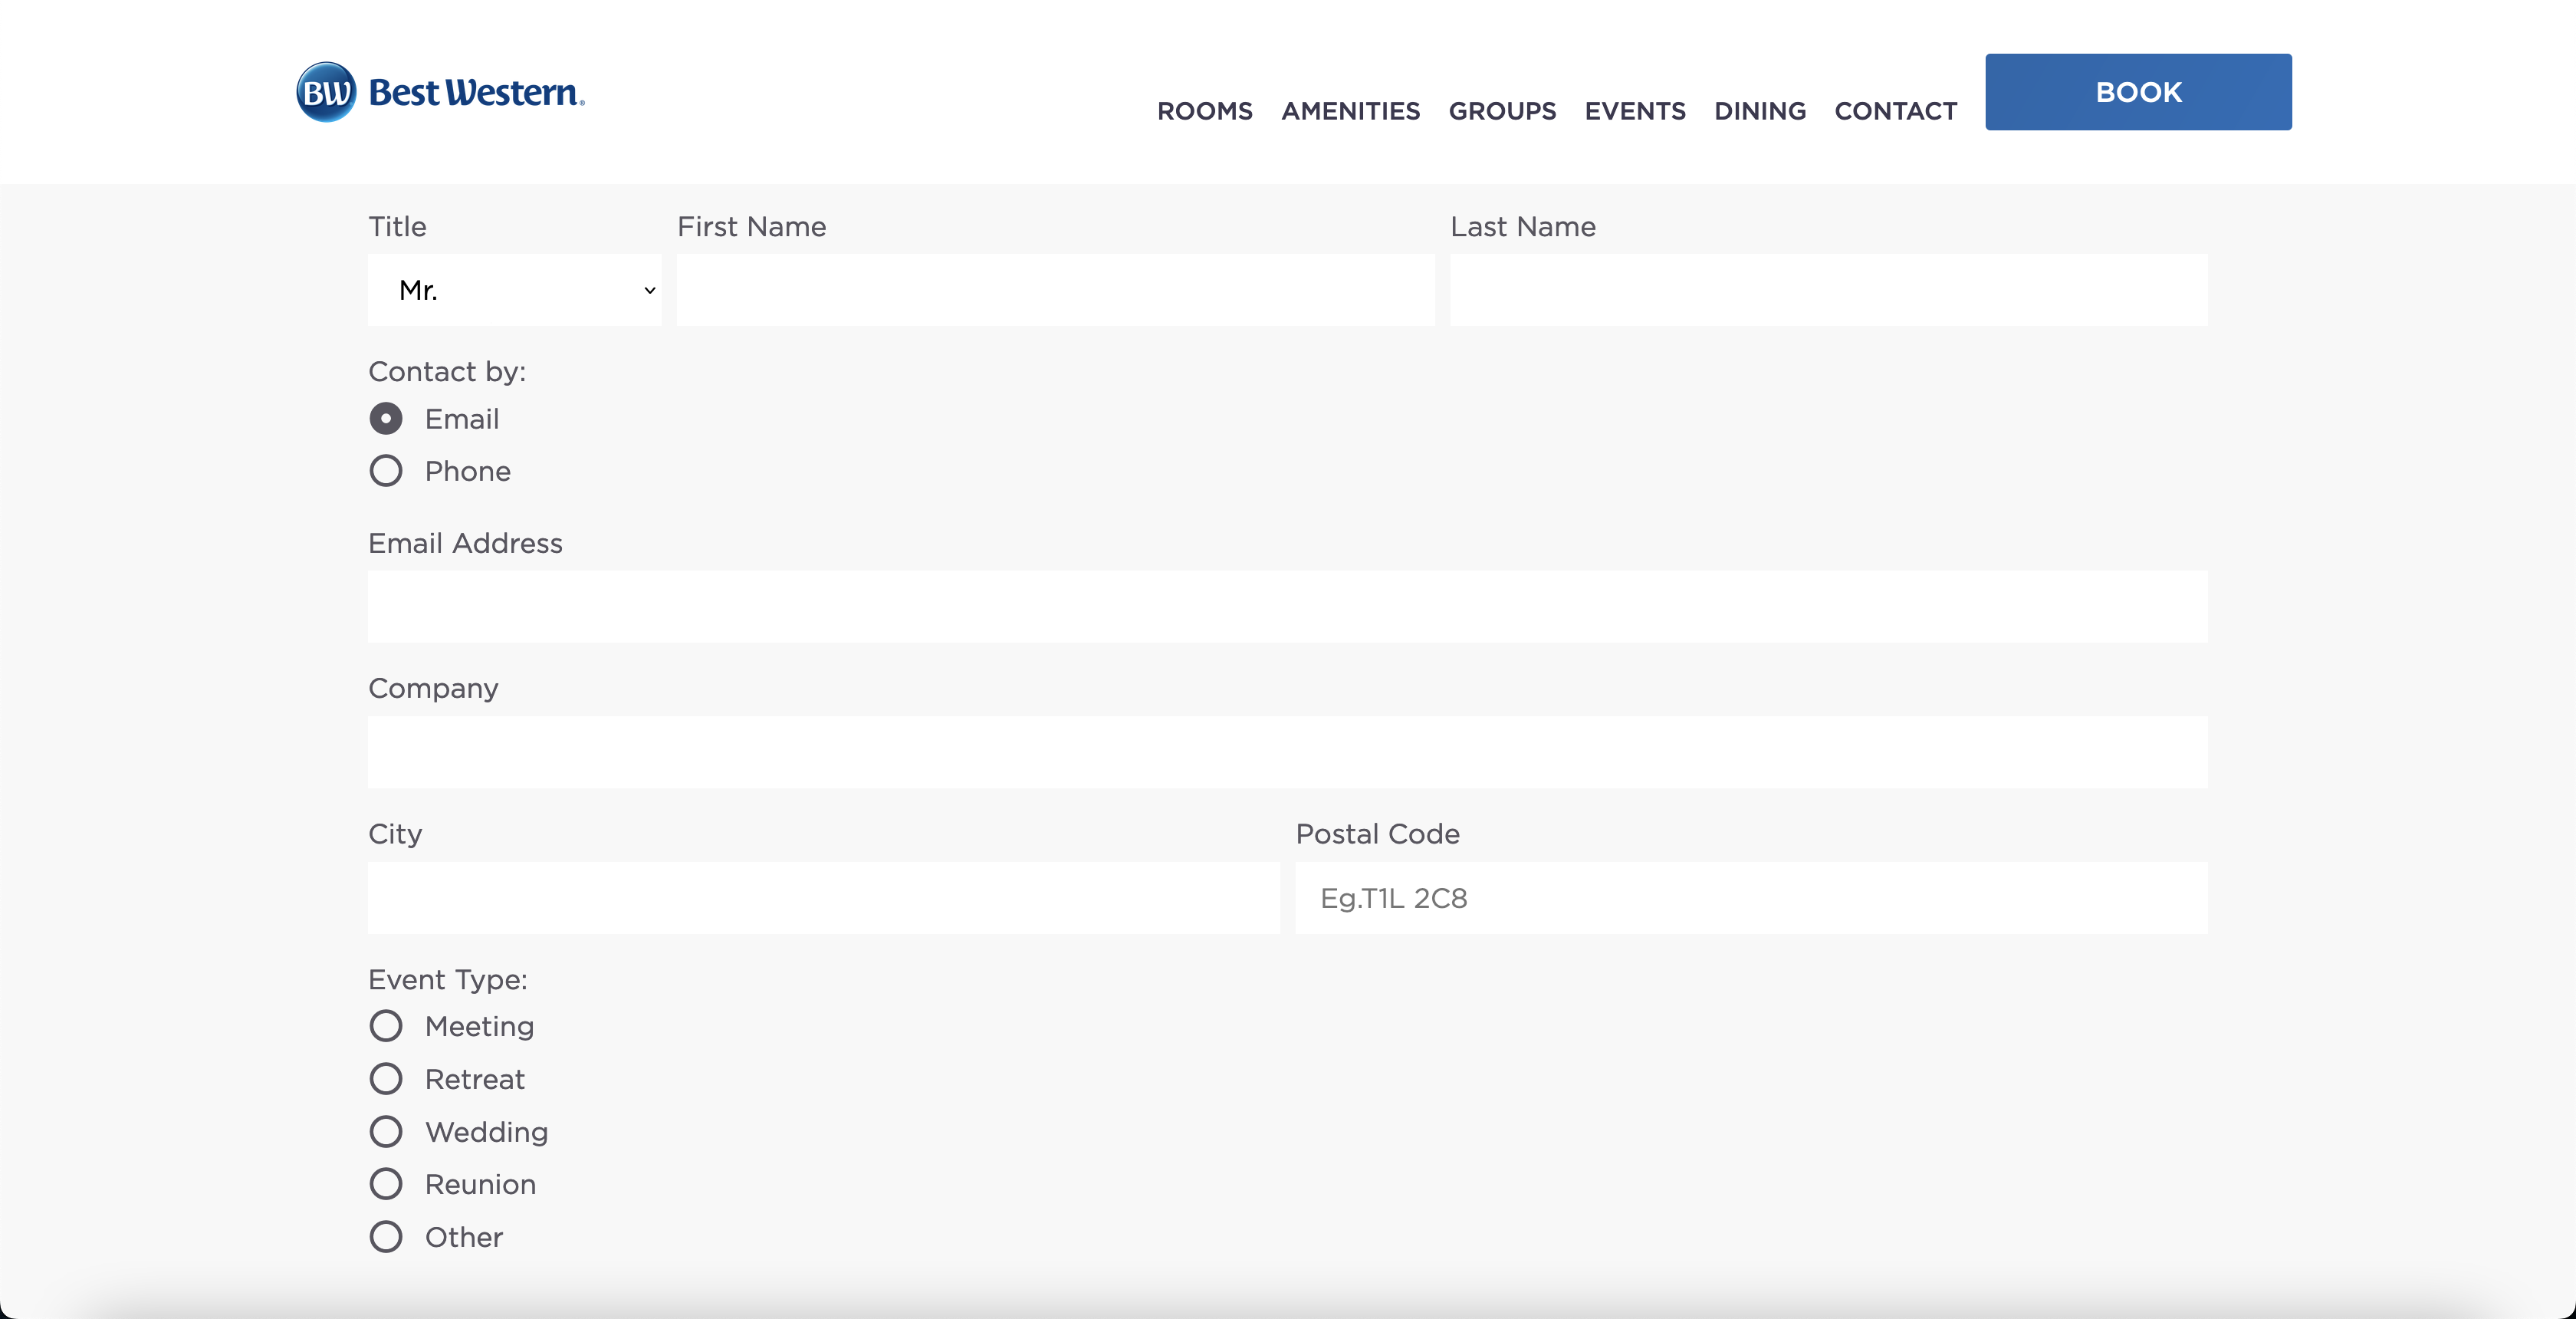 BW Best Western®
ROOMS AMENITIES GROUPS EVENTS DINING CONTACT BOOK
Title First Name Last Name
Mr.
Contact by:
Email
Phone
Email Address
Company
City Postal Code
Eg.T1L 2C8
Event Type:
Meeting
Retreat
Wedding
Reunion
Other